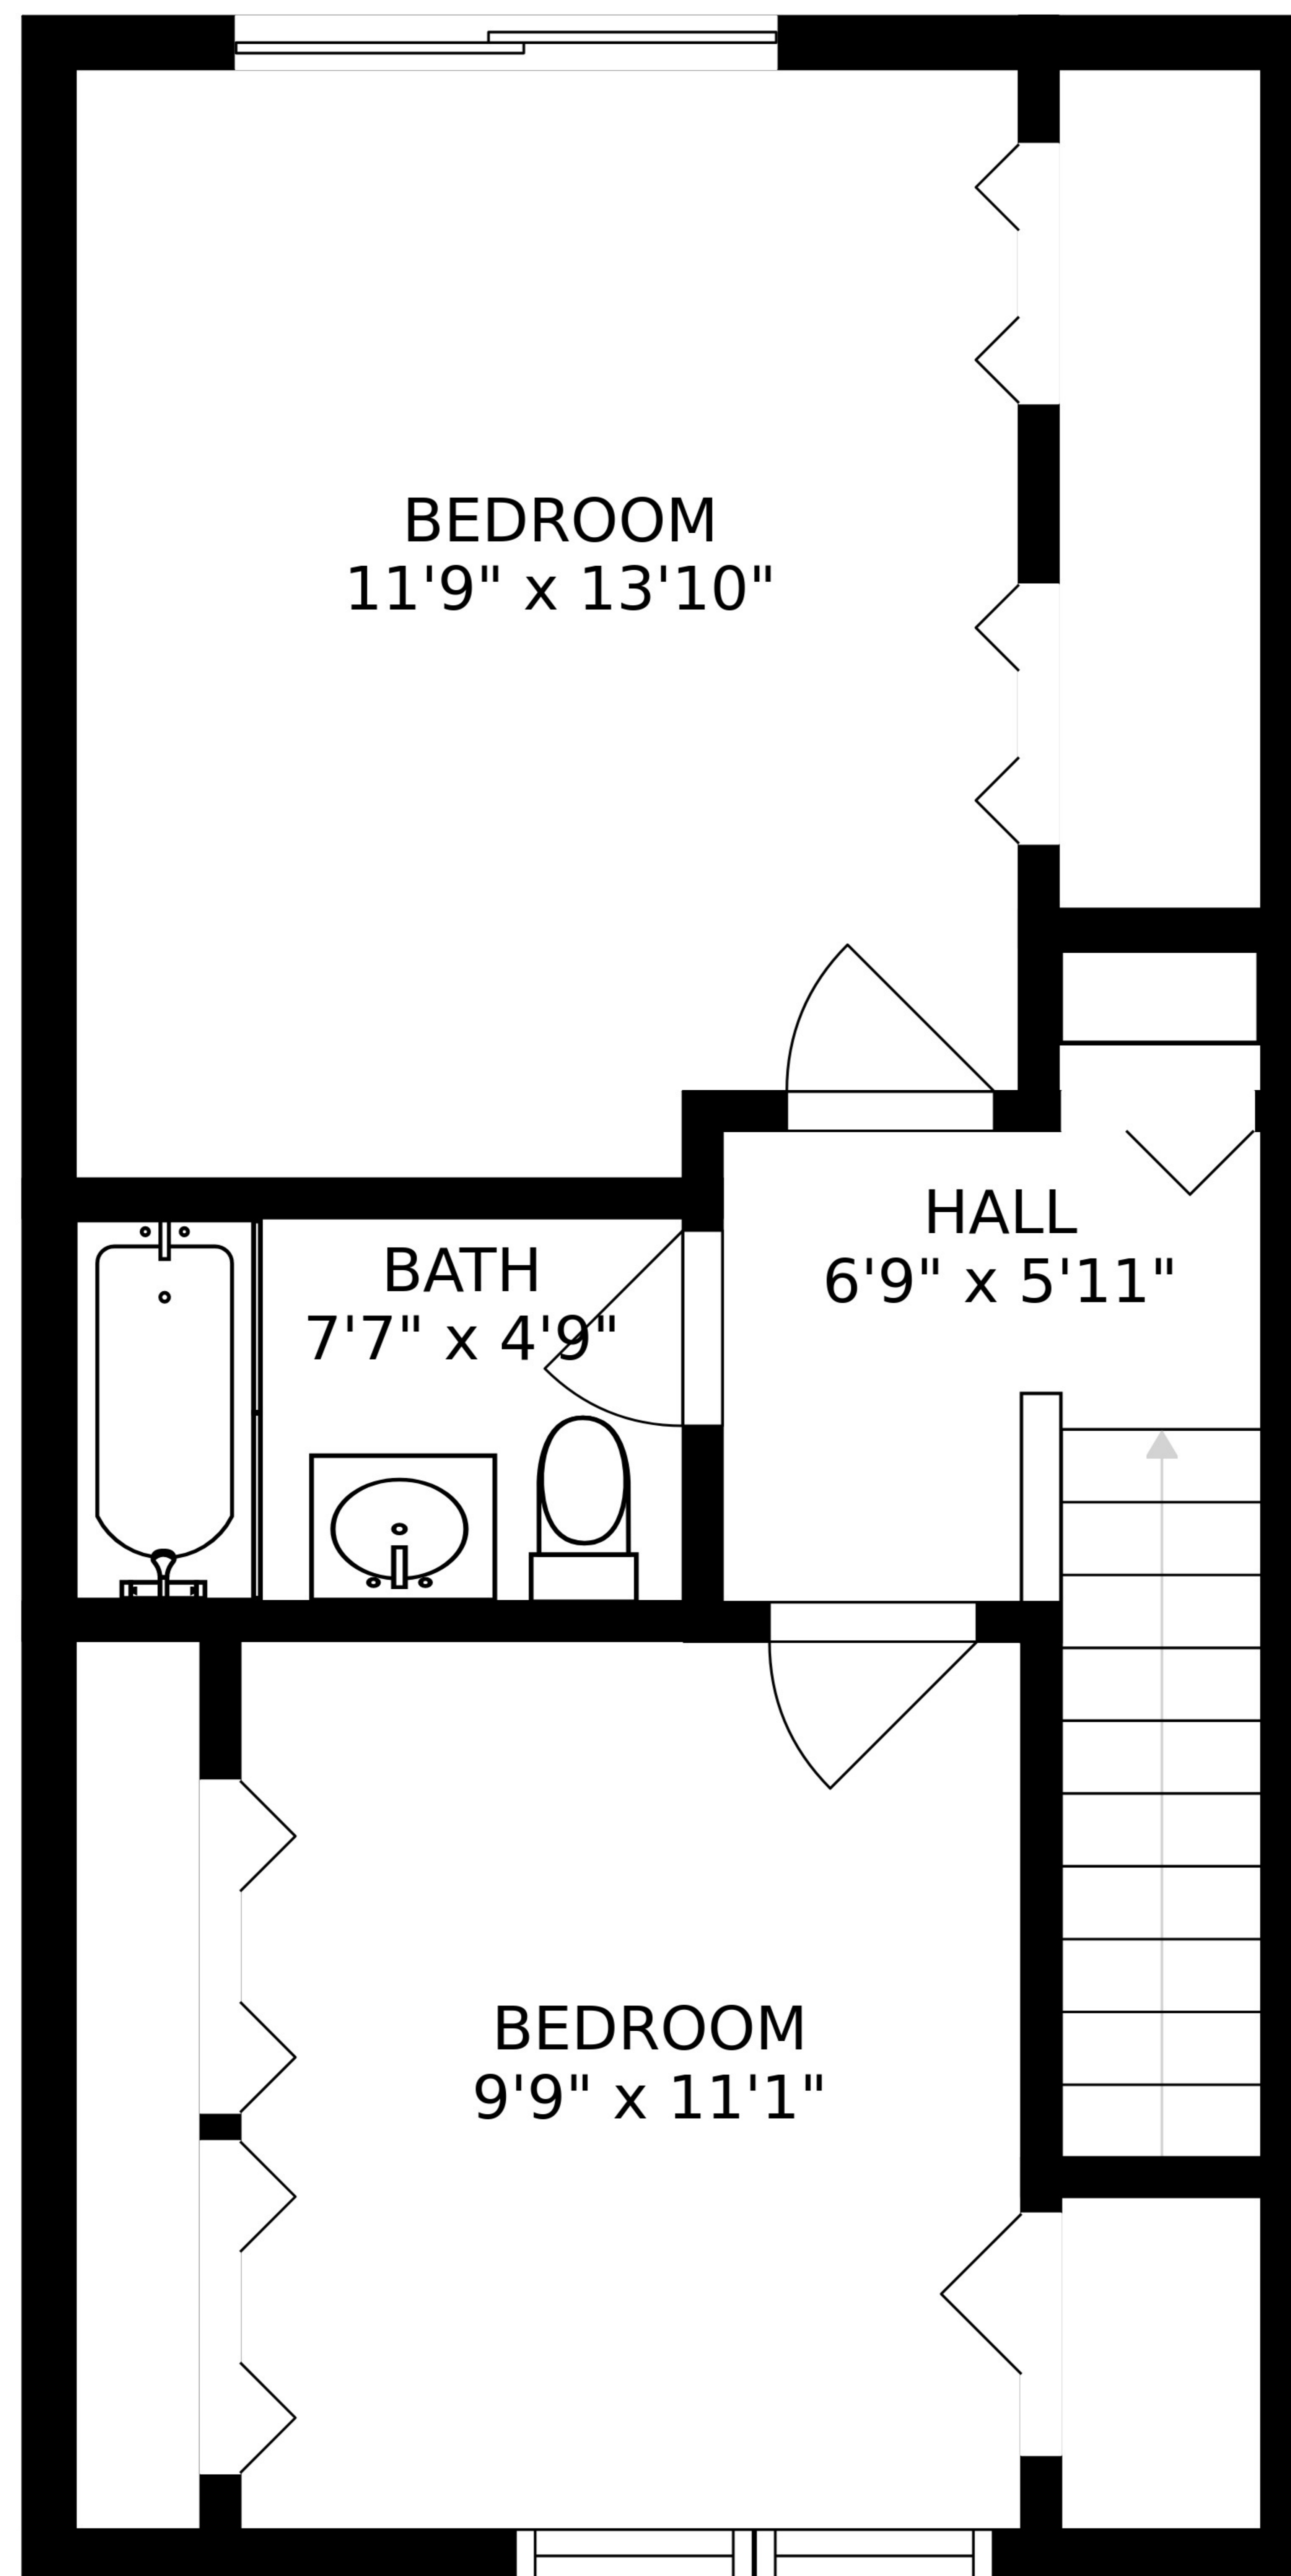 BEDROOM
11'9" x 13'10"
HALL
6'9" x 5'11"
BATH
7'7" x 4'9"
BEDROOM
9'9" x 11'1"